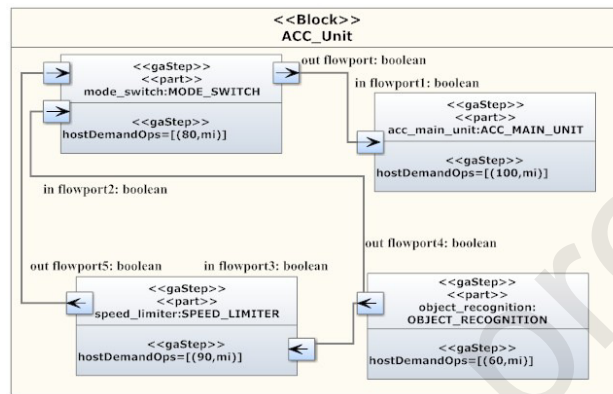 <<Block>>
ACC_Unit
out flowport: boolean
<<gaStep>>
<<part>>
mode_switch:MODE_SWITCH
<<gaStep>>
hostDemandOps=[(80,mi)]
in flowport1: boolean
<<gaStep>>
<<part>>
acc_main_unit:ACC_MAIN_UNIT
<<gaStep>>
hostDemandOps=[(100,mi)]
in flowport2: boolean
out flowport4: boolean
out flowport5: boolean
in flowport3: boolean
<<gaStep>>
<<part>>
speed_limiter:SPEED_LIMITER
<<gaStep>>
hostDemandOps=[(90,mi)]
<<gaStep>>
<<part>>
object_recognition:
OBJECT_RECOGNITION
<<gaStep>>
hostDemandOps=[(60,mi)]